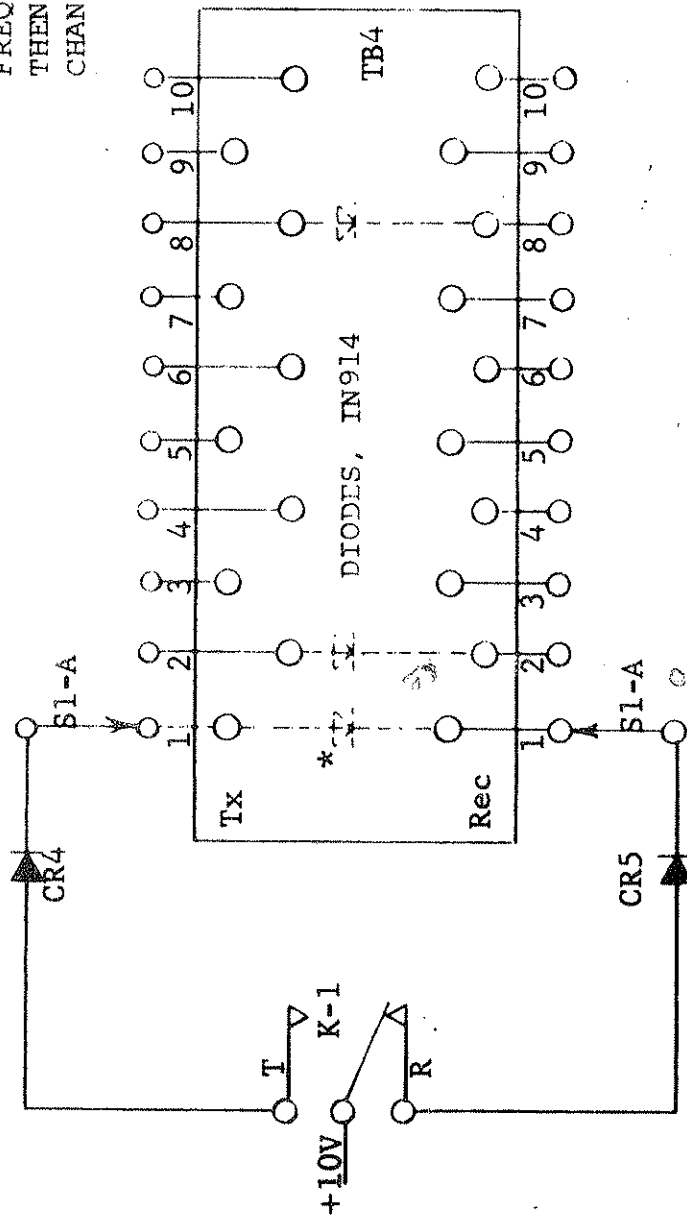 FREQ
THEN
CHAN
CR4
S1-A
1 2 3 4 5 6 7 8 9 10
Tx
T
K-1
+10V
R
*
DIODES, IN914
TB4
Rec
1 2 3 4 5 6 7 8 9 10
S1-A
CR5